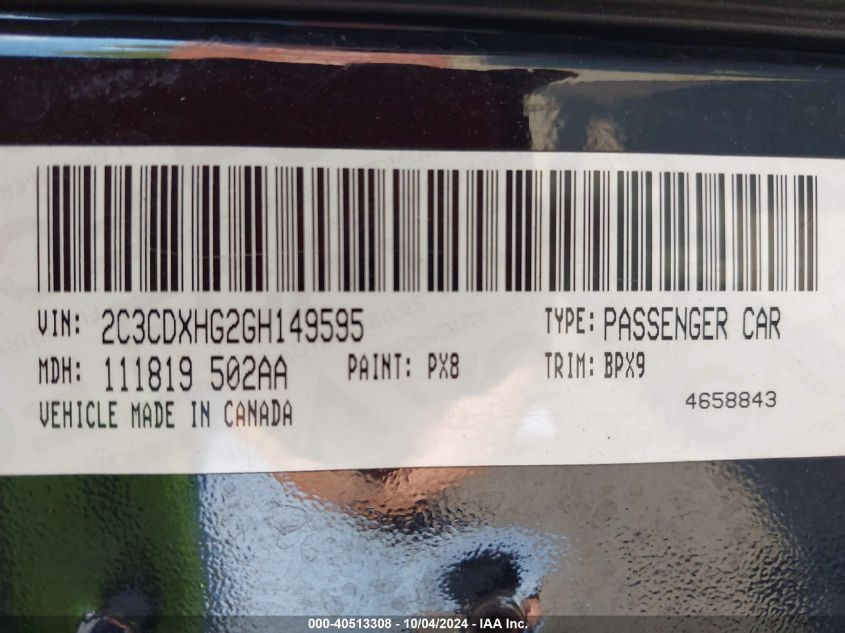 VIN: 2C3CDXHG2GH149595 TYPE: PASSENGER CAR
MDH: 111819 502AA PAINT: PX8 TRIM: BPX9
VEHICLE MADE IN CANADA 4658843
000-40513308 - 10/04/2024 - IAA Inc.